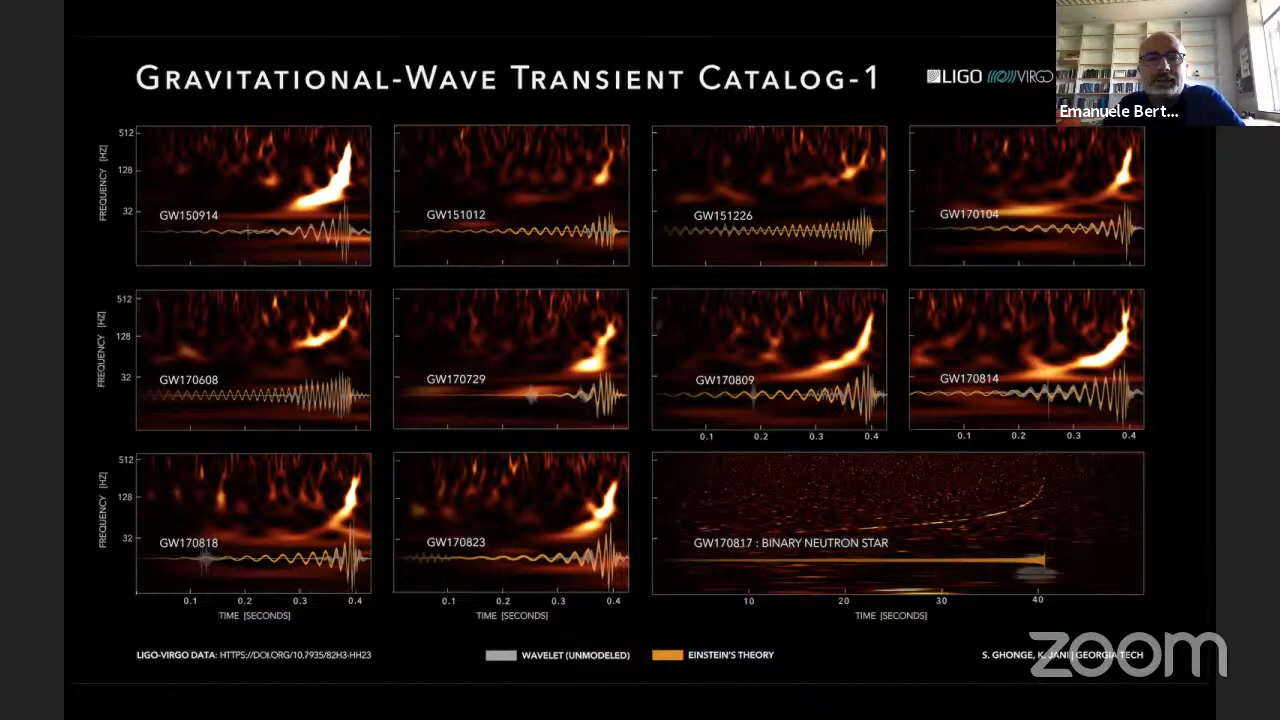 GRAVITATIONAL-WAVE TRANSIENT CATALOG-1
LIGO VIRGO
Emanuele Bert...
FREQUENCY [HZ]
512
128
32
GW150914
GW151012
GW151226
GW170104
FREQUENCY [HZ]
512
128
32
GW170608
GW170729
GW170809
GW170814
0.1 0.2 0.3 0.4
0.1 0.2 0.3 0.4
FREQUENCY [HZ]
512
128
32
GW170818
GW170823
GW170817 : BINARY NEUTRON STAR
0.1 0.2 0.3 0.4
0.1 0.2 0.3 0.4
10 20 30 40
TIME [SECONDS]
TIME [SECONDS]
TIME [SECONDS]
LIGO-VIRGO DATA: HTTPS://DOI.ORG/10.7935/82H3-HH23
WAVELET (UNMODELED)
EINSTEIN'S THEORY
S. GHONGE, K. JANI | GEORGIA TECH
zoom